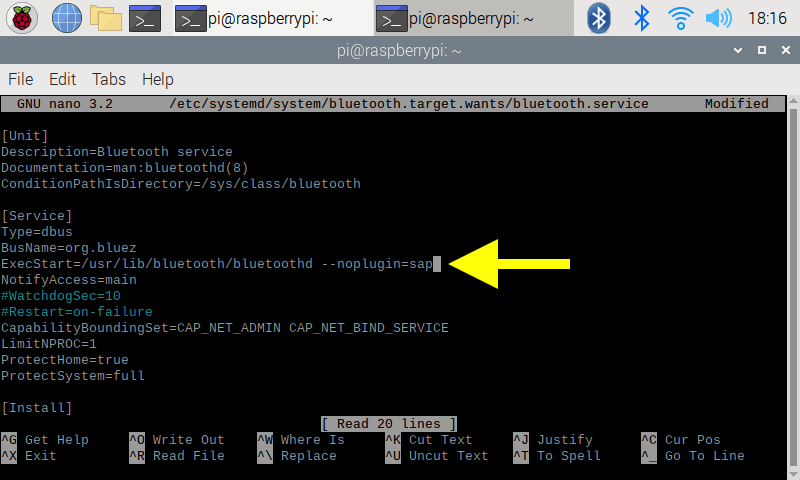 pi@raspberrypi: ~ pi@raspberrypi: ~ 18:16
pi@raspberrypi: ~
File Edit Tabs Help
GNU nano 3.2 /etc/systemd/system/bluetooth.target.wants/bluetooth.service Modified
[Unit]
Description=Bluetooth service
Documentation=man:bluetoothd(8)
ConditionPathIsDirectory=/sys/class/bluetooth
[Service]
Type=dbus
BusName=org.bluez
ExecStart=/usr/lib/bluetooth/bluetoothd --noplugin=sap
NotifyAccess=main
#WatchdogSec=10
#Restart=on-failure
CapabilityBoundingSet=CAP_NET_ADMIN CAP_NET_BIND_SERVICE
LimitNPROC=1
ProtectHome=true
ProtectSystem=full
[Install]
[ Read 20 lines ]
^G Get Help ^O Write Out ^W Where Is ^K Cut Text ^J Justify ^C Cur Pos
^X Exit ^R Read File ^\ Replace ^U Uncut Text ^T To Spell ^_ Go To Line